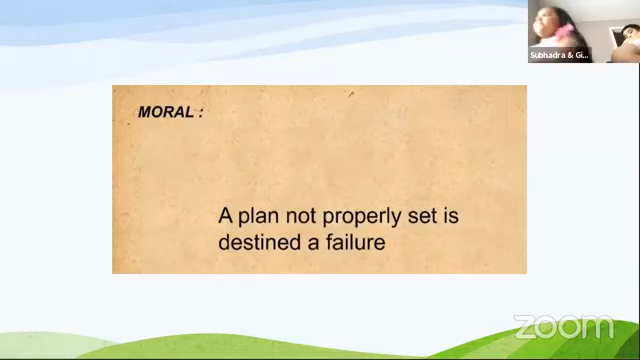 Subhadra & Gi...
MORAL :
A plan not properly set is
destined a failure
zoom